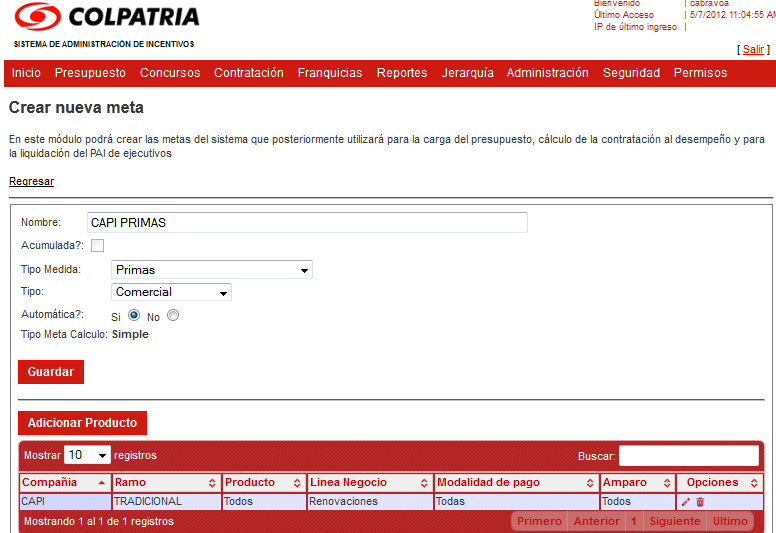 COLPATRIA
SISTEMA DE ADMINISTRACIÓN DE INCENTIVOS
Bienvenido | cabravoa
Último Acceso | 5/7/2012 11:04:55 AM
IP de último ingreso |
[ Salir ]
Inicio Presupuesto Concursos Contratación Franquicias Reportes Jerarquía Administración Seguridad Permisos
Crear nueva meta
En este módulo podrá crear las metas del sistema que posteriormente utilizará para la carga del presupuesto, cálculo de la contratación al desempeño y para
la liquidación del PAI de ejecutivos
Regresar
Nombre: CAPI PRIMAS
Acumulada?:
Tipo Medida: Primas
Tipo: Comercial
Automática?: Si No
Tipo Meta Calculo: Simple
Guardar
Adicionar Producto
Mostrar 10 registros Buscar:
Compañia Ramo Producto Linea Negocio Modalidad de pago Amparo Opciones
CAPI TRADICIONAL Todos Renovaciones Todas Todos
Mostrando 1 al 1 de 1 registros Primero Anterior 1 Siguiente Ultimo